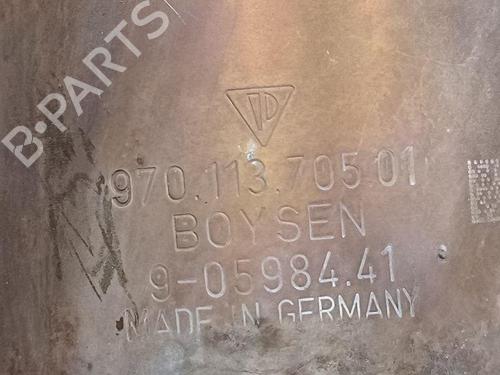 B-PARTS
970.113.705 01
BOYSEN
9-05984.41
MADE IN GERMANY